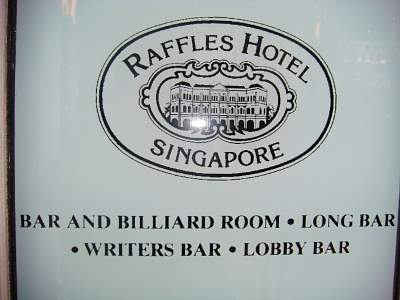 RAFFLES HOTEL
SINGAPORE
BAR AND BILLIARD ROOM • LONG BAR
• WRITERS BAR • LOBBY BAR